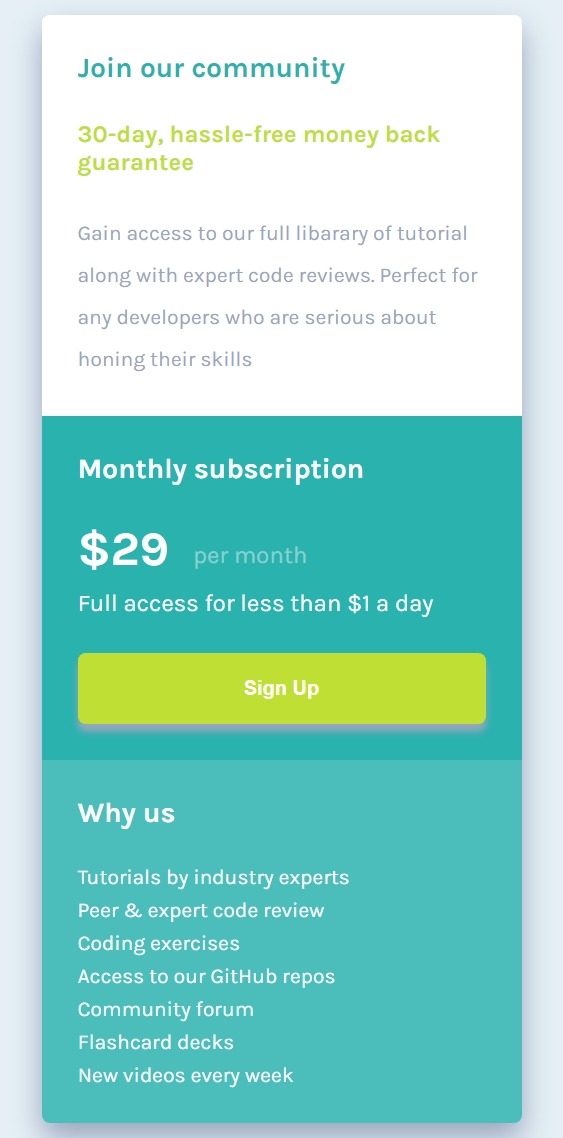 Join our community
30-day, hassle-free money back
guarantee
Gain access to our full libarary of tutorial
along with expert code reviews. Perfect for
any developers who are serious about
honing their skills
Monthly subscription
$29 per month
Full access for less than $1 a day
Sign Up
Why us
Tutorials by industry experts
Peer & expert code review
Coding exercises
Access to our GitHub repos
Community forum
Flashcard decks
New videos every week